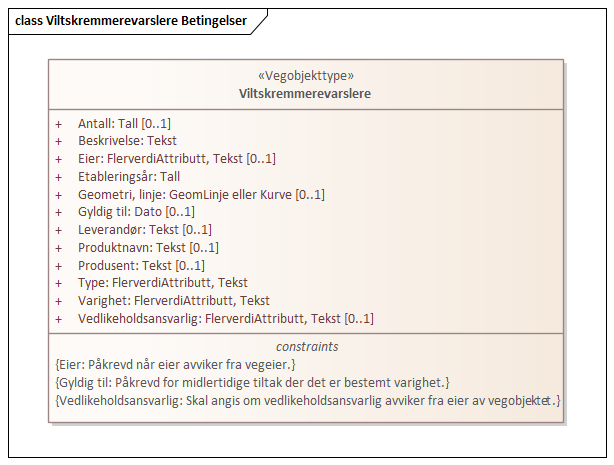 class Viltskremmerevarslere Betingelser
«Vegobjekttype»
Viltskremmerevarslere
+ Antall: Tall [0..1]
+ Beskrivelse: Tekst
+ Eier: FlerverdiAttributt, Tekst [0..1]
+ Etableringsår: Tall
+ Geometri, linje: GeomLinje eller Kurve [0..1]
+ Gyldig til: Dato [0..1]
+ Leverandør: Tekst [0..1]
+ Produktnavn: Tekst [0..1]
+ Produsent: Tekst [0..1]
+ Type: FlerverdiAttributt, Tekst
+ Varighet: FlerverdiAttributt, Tekst
+ Vedlikeholdsansvarlig: FlerverdiAttributt, Tekst [0..1]
constraints
{Eier: Påkrevd når eier avviker fra vegeier.}
{Gyldig til: Påkrevd for midlertidige tiltak der det er bestemt varighet.}
{Vedlikeholdsansvarlig: Skal angis om vedlikeholdsansvarlig avviker fra eier av vegobjektet.}